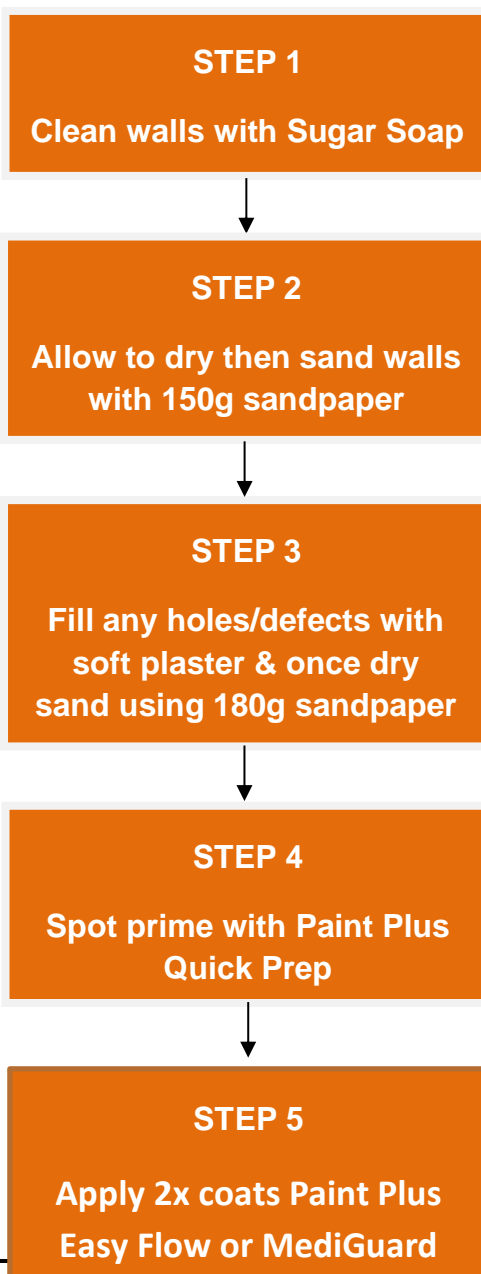 STEP 1
Clean walls with Sugar Soap
STEP 2
Allow to dry then sand walls
with 150g sandpaper
STEP 3
Fill any holes/defects with
soft plaster & once dry
sand using 180g sandpaper
STEP 4
Spot prime with Paint Plus
Quick Prep
STEP 5
Apply 2x coats Paint Plus
Easy Flow or MediGuard